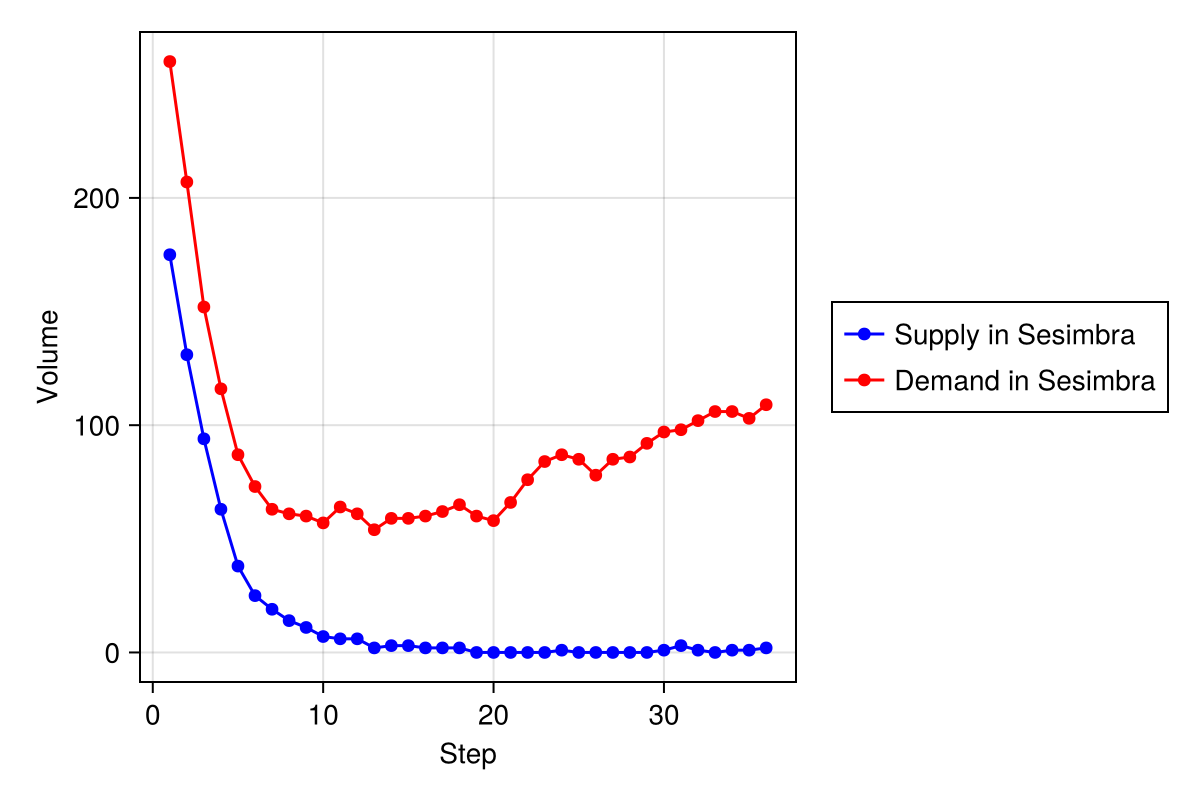 200
100
0
Volume
0 10 20 30
Step
Supply in Sesimbra
Demand in Sesimbra